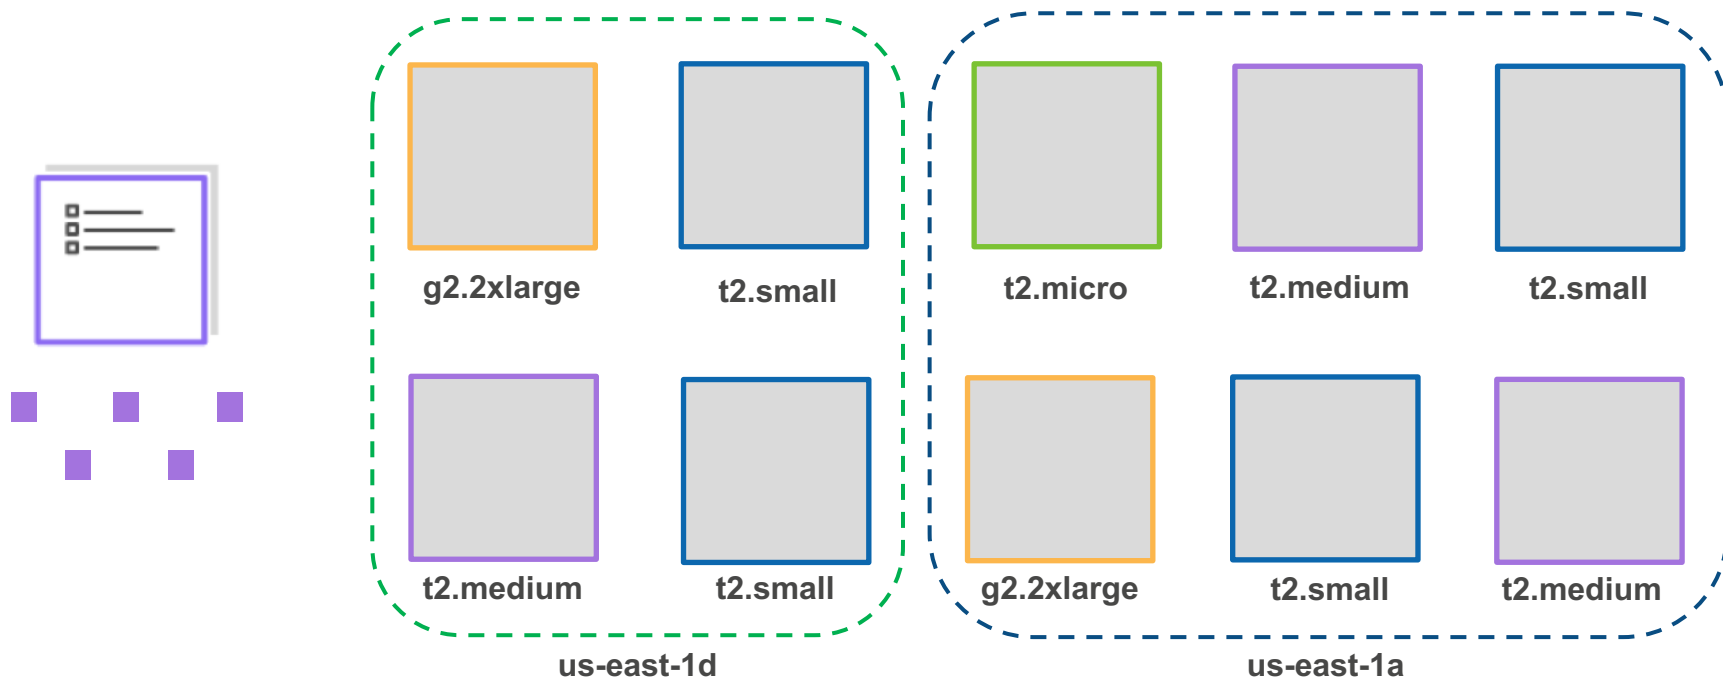 g2.2xlarge
t2.small
t2.micro
t2.medium
t2.small
t2.medium
t2.small
g2.2xlarge
t2.small
t2.medium
us-east-1d
us-east-1a